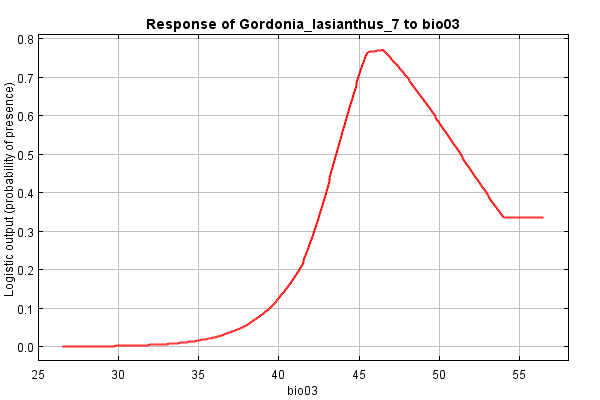 Response of Gordonia_lasianthus_7 to bio03
Logistic output (probability of presence)
0.8
0.7
0.6
0.5
0.4
0.3
0.2
0.1
0.0
25 30 35 40 45 50 55
bio03